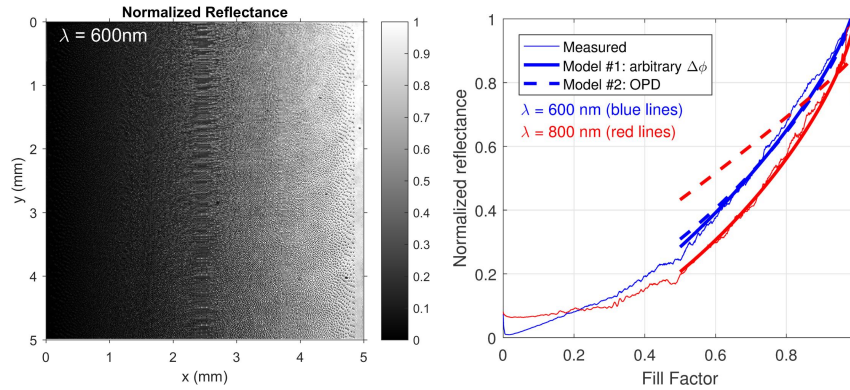 Normalized Reflectance
λ = 600nm
0
1
2
3
4
5
y (mm)
0 1 2 3 4 5
x (mm)
1
0.9
0.8
0.7
0.6
0.5
0.4
0.3
0.2
0.1
0
Measured
Model #1: arbitrary Δϕ
Model #2: OPD
λ = 600 nm (blue lines)
λ = 800 nm (red lines)
Normalized reflectance
1
0.8
0.6
0.4
0.2
0
0 0.2 0.4 0.6 0.8
Fill Factor